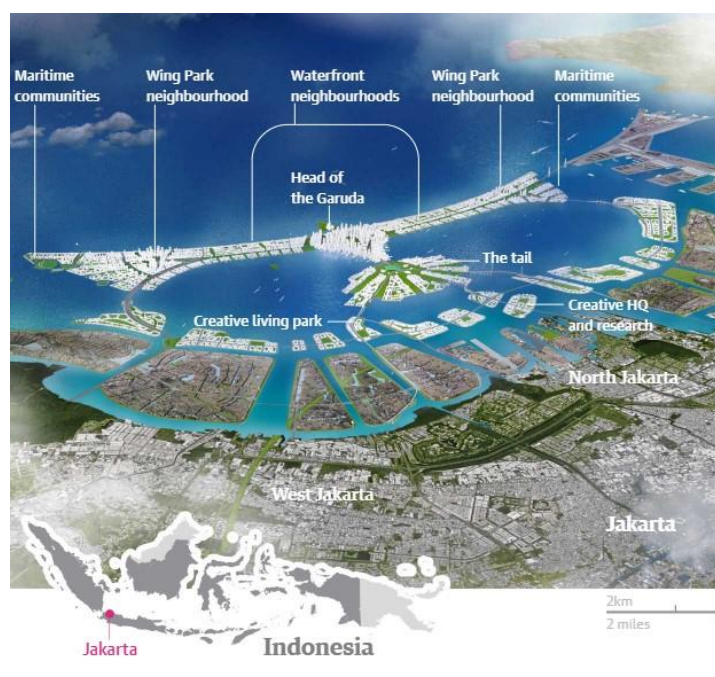 Maritime
communities
Wing Park
neighbourhood
Waterfront
neighbourhoods
Wing Park
neighbourhood
Maritime
communities
Head of
the Garuda
The tail
Creative living park
Creative HQ
and research
North Jakarta
West Jakarta
Jakarta
2km
2 miles
Jakarta
Indonesia